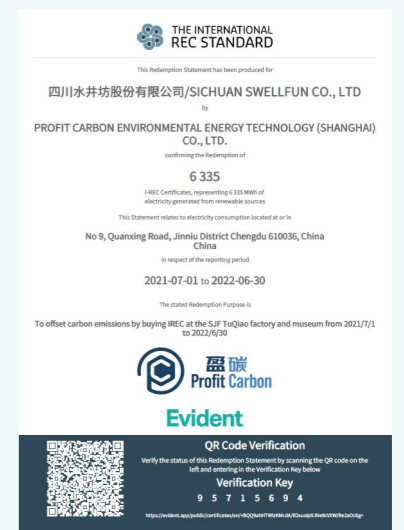 THE INTERNATIONAL
REC STANDARD
This Redemption Statement has been produced for
四川水井坊股份有限公司/SICHUAN SWELLFUN CO., LTD
by
PROFIT CARBON ENVIRONMENTAL ENERGY TECHNOLOGY (SHANGHAI)
CO., LTD.
confirming the Redemption of
6 335
I-REC Certificates, representing 6 335 MWh of
electricity generated from renewable sources
This Statement relates to electricity consumption located at or in
No 9, Quanxing Road, Jinniu District Chengdu 610036, China
China
in respect of the reporting period
2021-07-01 to 2022-06-30
The stated Redemption Purpose is
To offset carbon emissions by buying IREC at the SJF TuQiao factory and museum from 2021/7/1
to 2022/6/30
盈碳
Profit Carbon
Evident
QR Code Verification
Verify the status of this Redemption Statement by scanning the QR code on the
left and entering in the Verification Key below
Verification Key
9 5 7 1 5 6 9 4